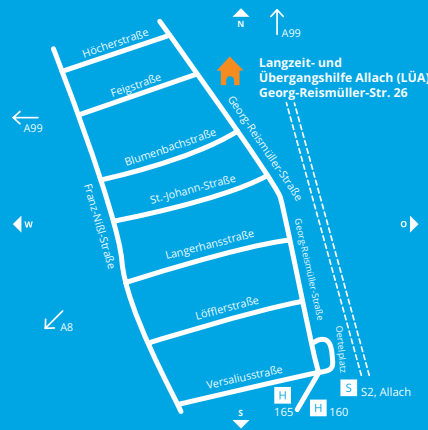 N
A99
Höcherstraße
Langzeit- und
Übergangshilfe Allach (LÜA)
Georg-Reismüller-Str. 26
Feigstraße
Georg-Reismüller-Straße
A99
Blumenbachstraße
St.-Johann-Straße
Franz-Nißl-Straße
W
O
Langerhansstraße
Georg-Reismüller-Straße
A8
Löfflerstraße
Oertelplatz
Versaliusstraße
S
S2, Allach
H
165
H
160
S